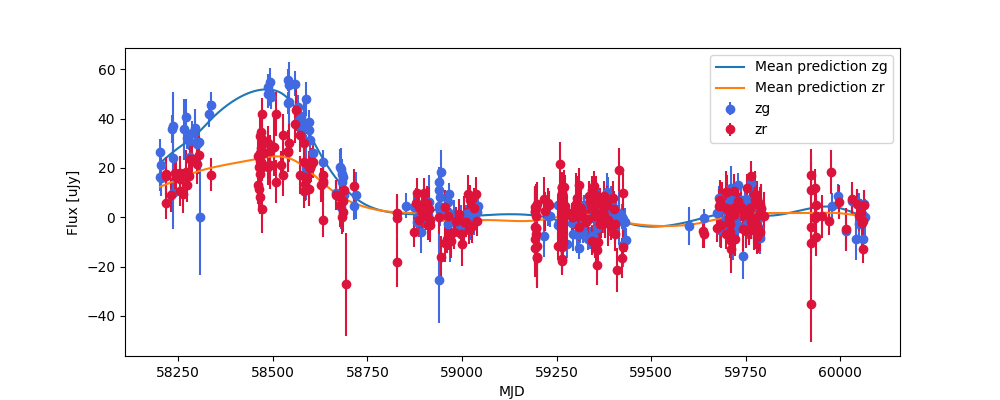 60
40
20
0
−20
−40
Flux [uJy]
58250
58500
58750
59000
59250
59500
59750
60000
MJD
Mean prediction zg
Mean prediction zr
zg
zr